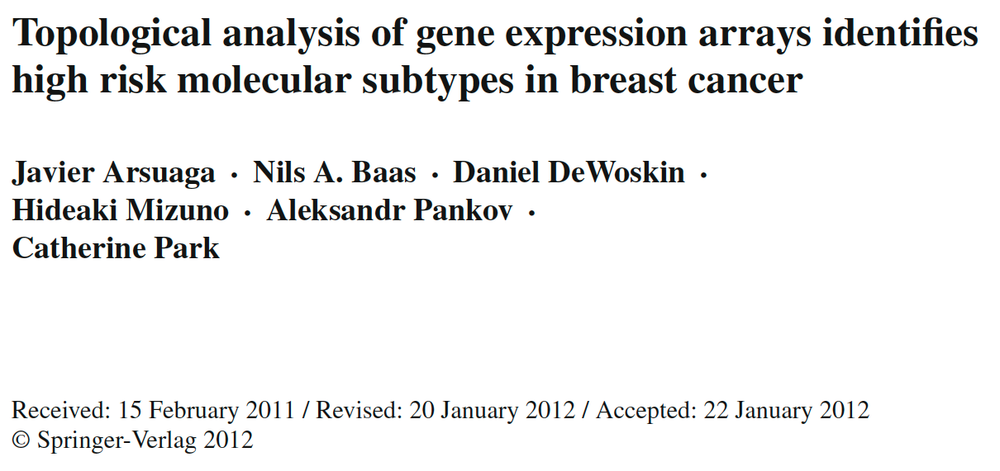 Topological analysis of gene expression arrays identifies
high risk molecular subtypes in breast cancer
Javier Arsuaga · Nils A. Baas · Daniel DeWoskin ·
Hideaki Mizuno · Aleksandr Pankov ·
Catherine Park
Received: 15 February 2011 / Revised: 20 January 2012 / Accepted: 22 January 2012
© Springer-Verlag 2012